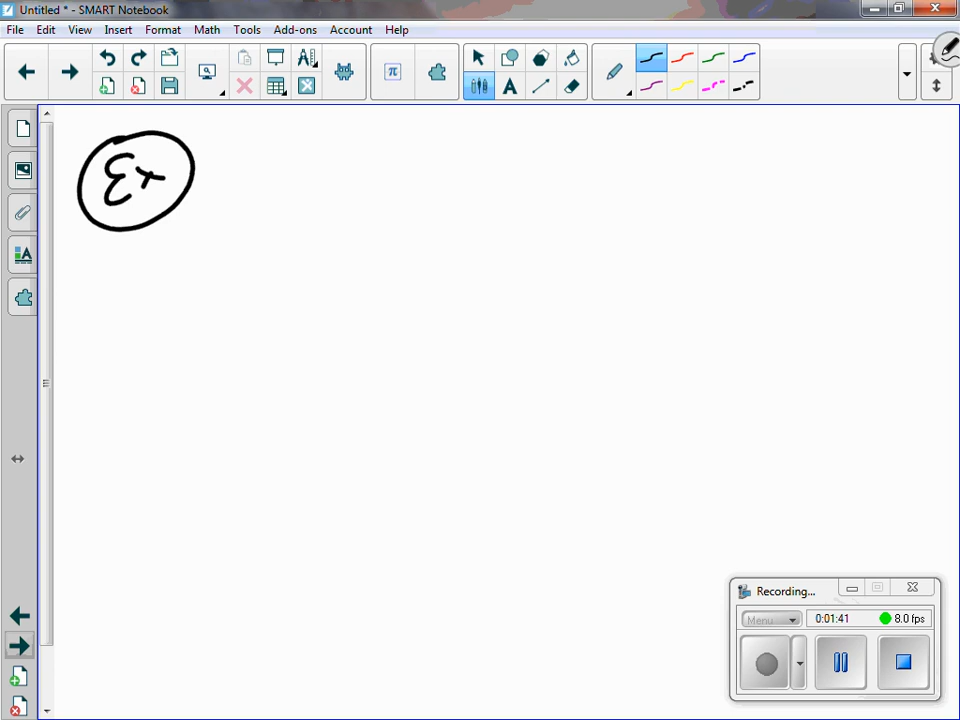 Untitled * - SMART Notebook
File Edit View Insert Format Math Tools Add-ons Account Help
π
A
A
Ex
Recording...
Menu 0:01:41 8.0 fps